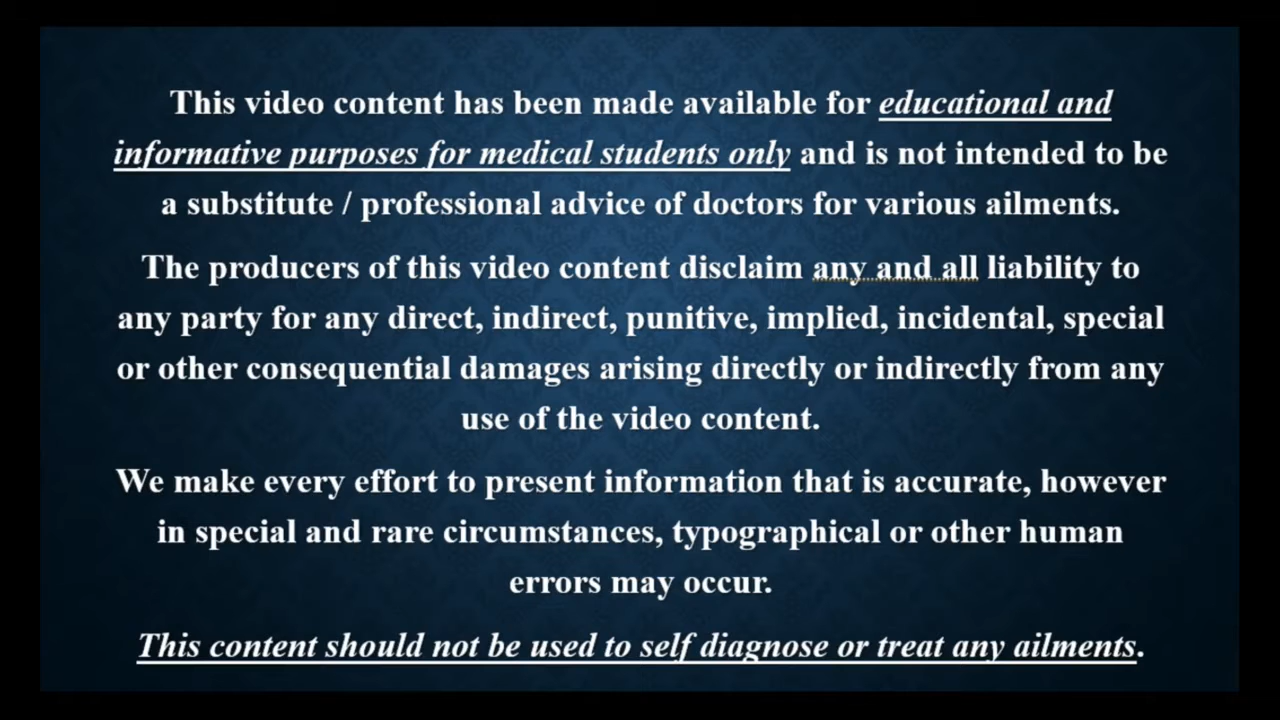 This video content has been made available for educational and
informative purposes for medical students only and is not intended to be
a substitute / professional advice of doctors for various ailments.
The producers of this video content disclaim any and all liability to
any party for any direct, indirect, punitive, implied, incidental, special
or other consequential damages arising directly or indirectly from any
use of the video content.
We make every effort to present information that is accurate, however
in special and rare circumstances, typographical or other human
errors may occur.
This content should not be used to self diagnose or treat any ailments.